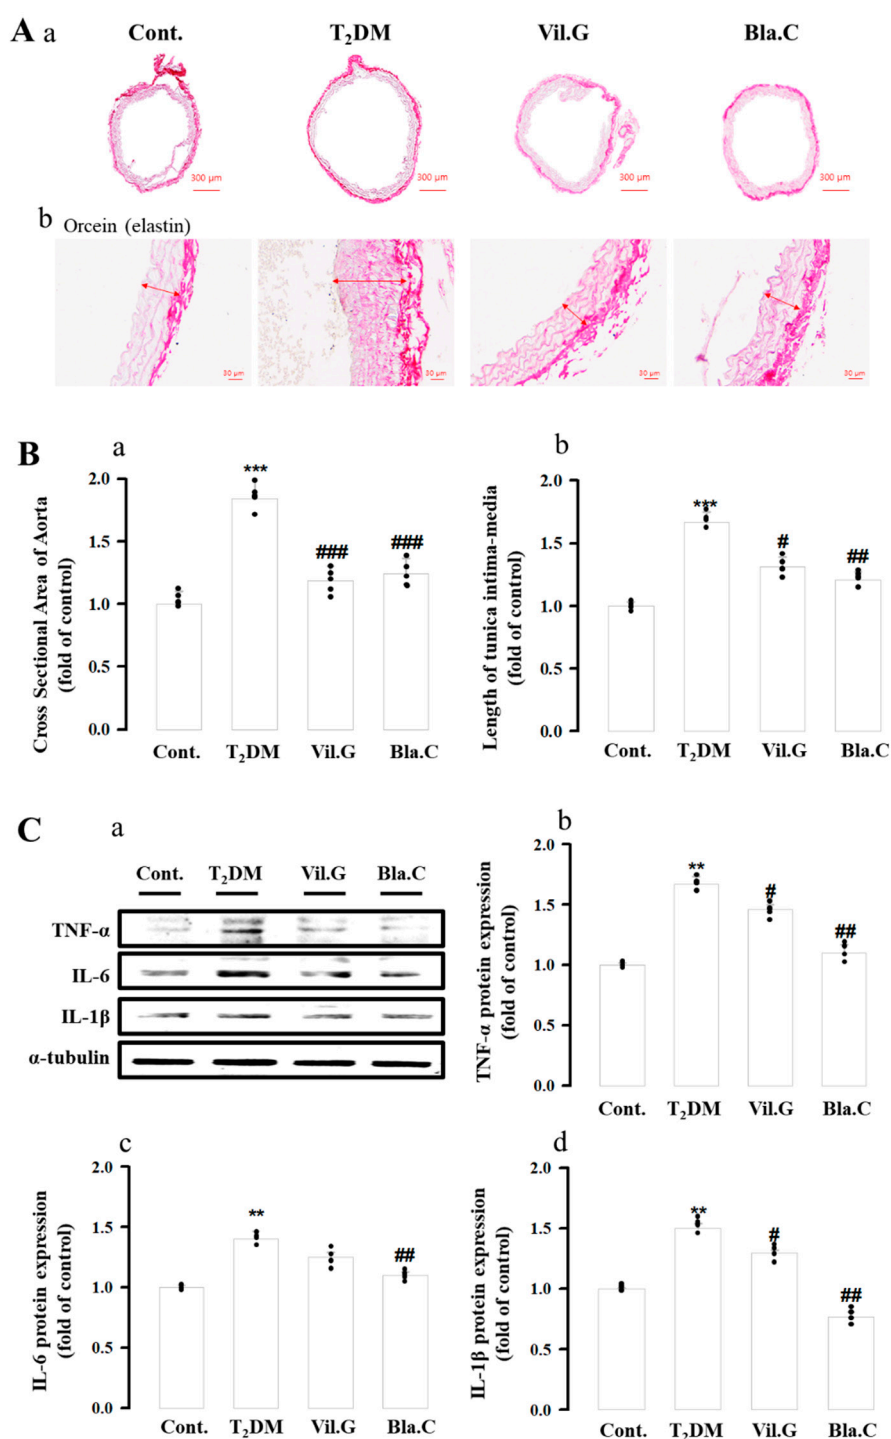 A a
Cont. T₂DM Vil.G Bla.C
300 μm 300 μm 300 μm 300 μm
b
Orcein (elastin)
30 μm 30 μm 30 μm 30 μm
B
a
Cross Sectional Area of Aorta
(fold of control)
2.0
1.5
1.0
0.5
0.0
***
###
###
Cont. T₂DM Vil.G Bla.C
b
Length of tunica intima-media
(fold of control)
2.0
1.5
1.0
0.5
0.0
***
#
##
Cont. T₂DM Vil.G Bla.C
C
a
Cont. T₂DM Vil.G Bla.C
TNF-α
IL-6
IL-1β
α-tubulin
b
TNF-α protein expression
(fold of control)
2.0
1.5
1.0
0.5
0.0
**
#
##
Cont. T₂DM Vil.G Bla.C
c
IL-6 protein expression
(fold of control)
2.0
1.5
1.0
0.5
0.0
**
##
Cont. T₂DM Vil.G Bla.C
d
IL-1β protein expression
(fold of control)
2.0
1.5
1.0
0.5
0.0
**
#
##
Cont. T₂DM Vil.G Bla.C